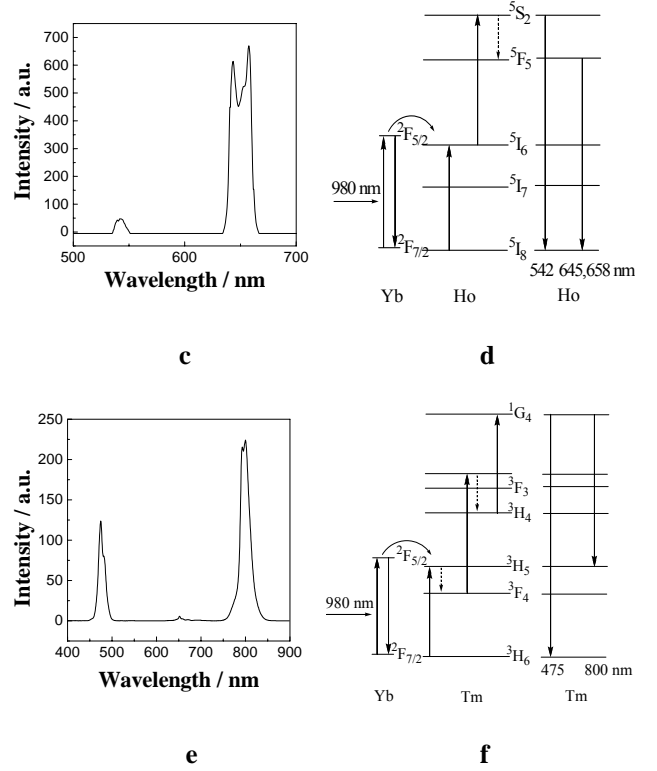 700
600
500
400
300
200
100
0
Intensity / a.u.
500 600 700
Wavelength / nm
c
⁵S₂
⁵F₅
²F₅/₂
⁵I₆
980 nm
⁵I₇
²F₇/₂
⁵I₈
542 645,658 nm
Yb Ho Ho
d
250
200
150
100
50
0
Intensity / a.u.
400 500 600 700 800 900
Wavelength / nm
e
¹G₄
³F₃
³H₄
²F₅/₂
³H₅
980 nm
³F₄
²F₇/₂
³H₆
475 800 nm
Yb Tm Tm
f